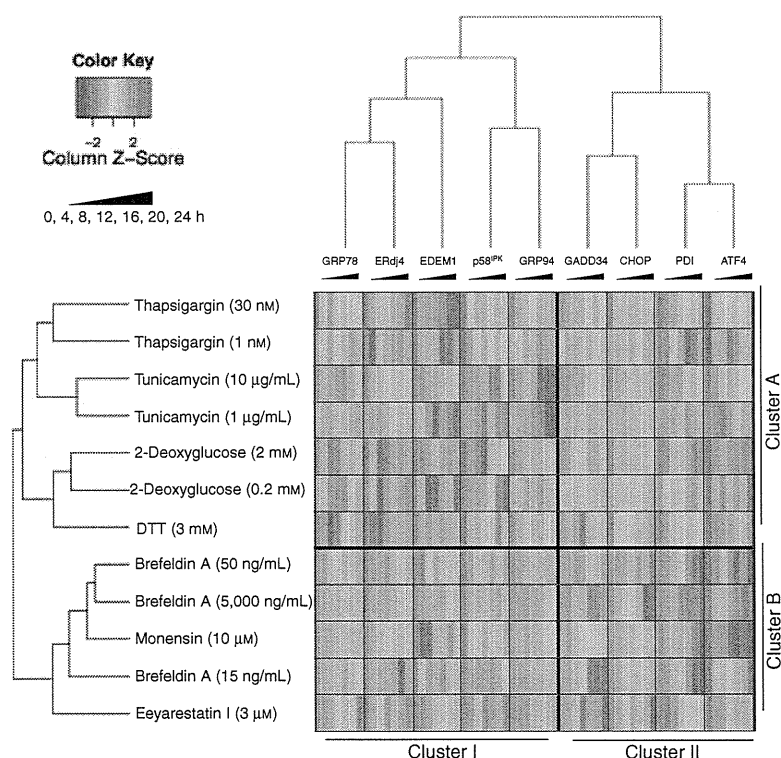 Color Key
-2 2
Column Z-Score
0, 4, 8, 12, 16, 20, 24 h
GRP78 ERdj4 EDEM1 p58IPK GRP94 GADD34 CHOP PDI ATF4
Thapsigargin (30 nM)
Thapsigargin (1 nM)
Tunicamycin (10 µg/mL)
Tunicamycin (1 µg/mL)
2-Deoxyglucose (2 mM)
2-Deoxyglucose (0.2 mM)
DTT (3 mM)
Brefeldin A (50 ng/mL)
Brefeldin A (5,000 ng/mL)
Monensin (10 µM)
Brefeldin A (15 ng/mL)
Eeyarestatin I (3 µM)
Cluster A
Cluster B
Cluster I
Cluster II